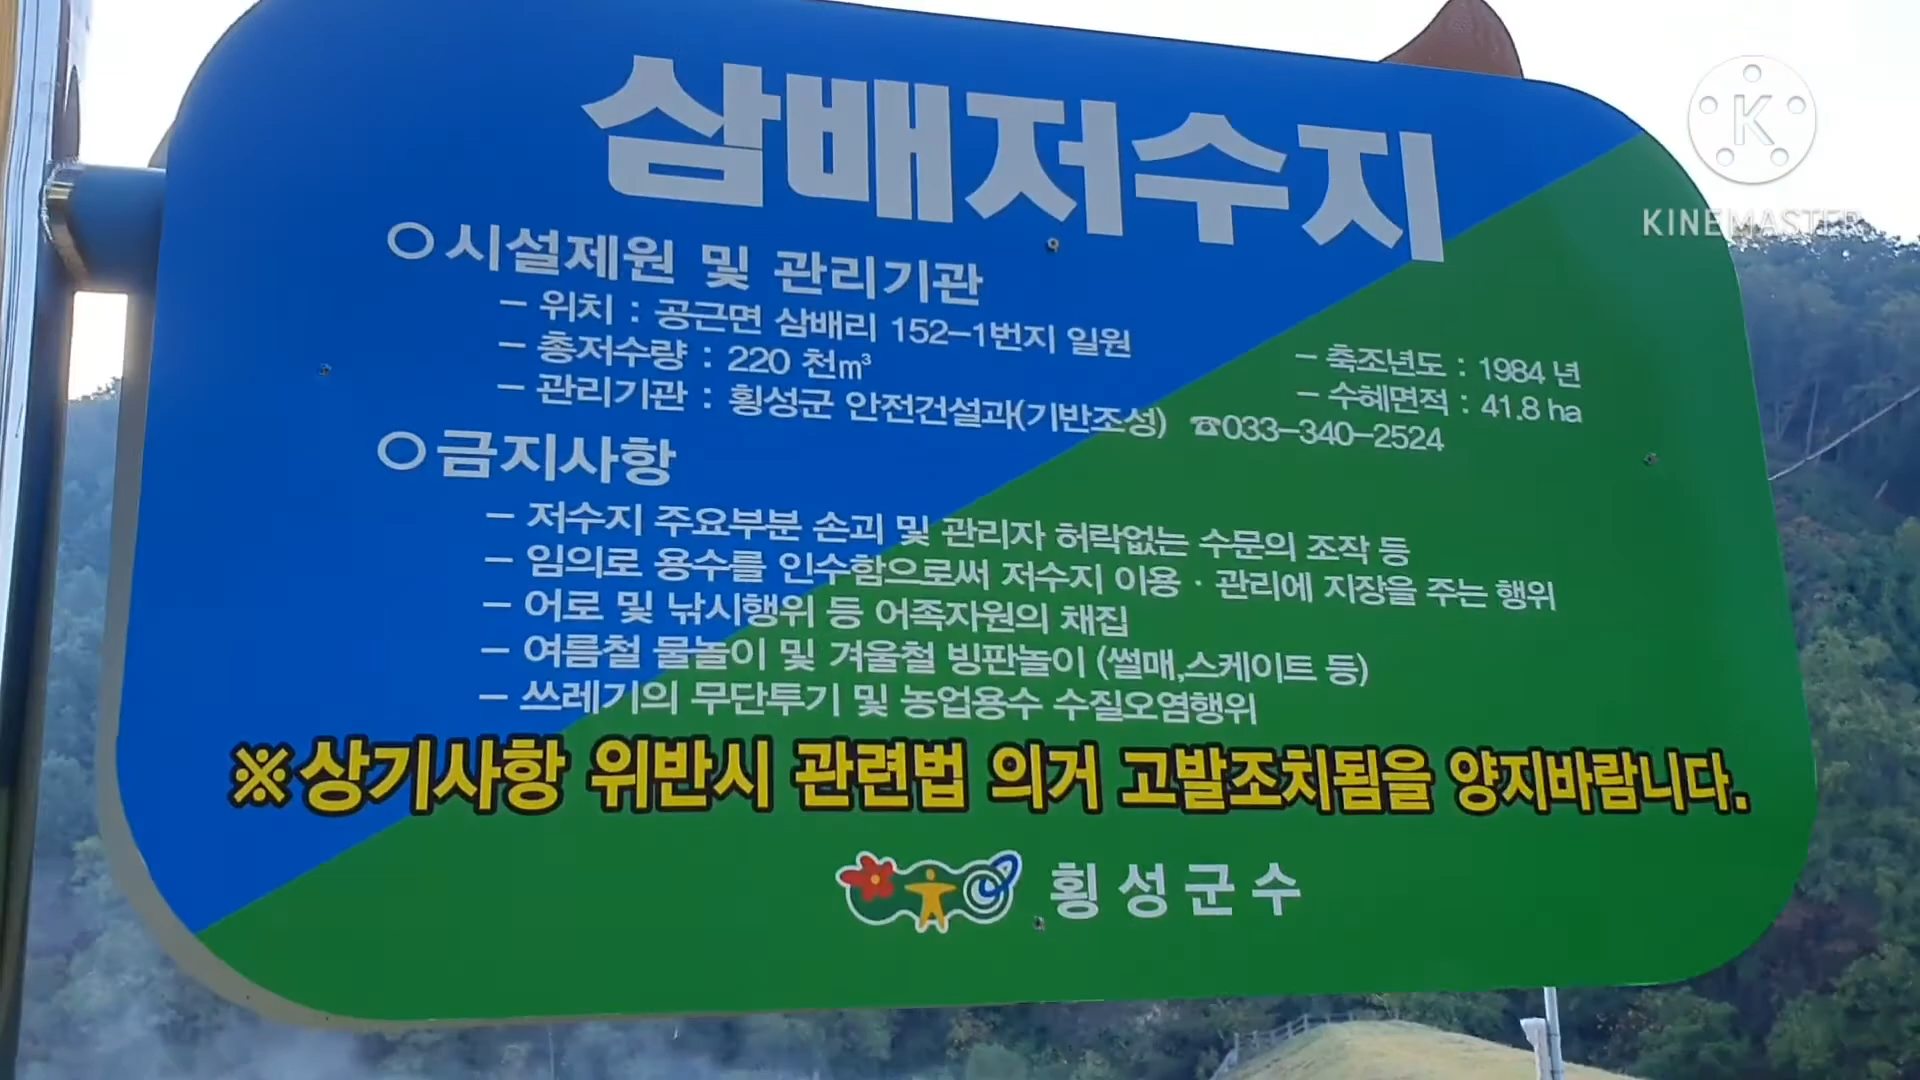 삼배저수지
○시설제원 및 관리기관
- 위치 : 공근면 삼배리 152-1번지 일원
- 축조년도 : 1984 년
- 총저수량 : 220 천㎥
- 수혜면적 : 41.8 ha
- 관리기관 : 횡성군 안전건설과(기반조성) ☎033-340-2524
○금지사항
- 저수지 주요부분 손괴 및 관리자 허락없는 수문의 조작 등
- 임의로 용수를 인수함으로써 저수지 이용 · 관리에 지장을 주는 행위
- 어로 및 낚시행위 등 어족자원의 채집
- 여름철 물놀이 및 겨울철 빙판놀이 (썰매,스케이트 등)
- 쓰레기의 무단투기 및 농업용수 수질오염행위
※상기사항 위반시 관련법 의거 고발조치됨을 양지바랍니다.
횡성군수
K
KINEMASTER